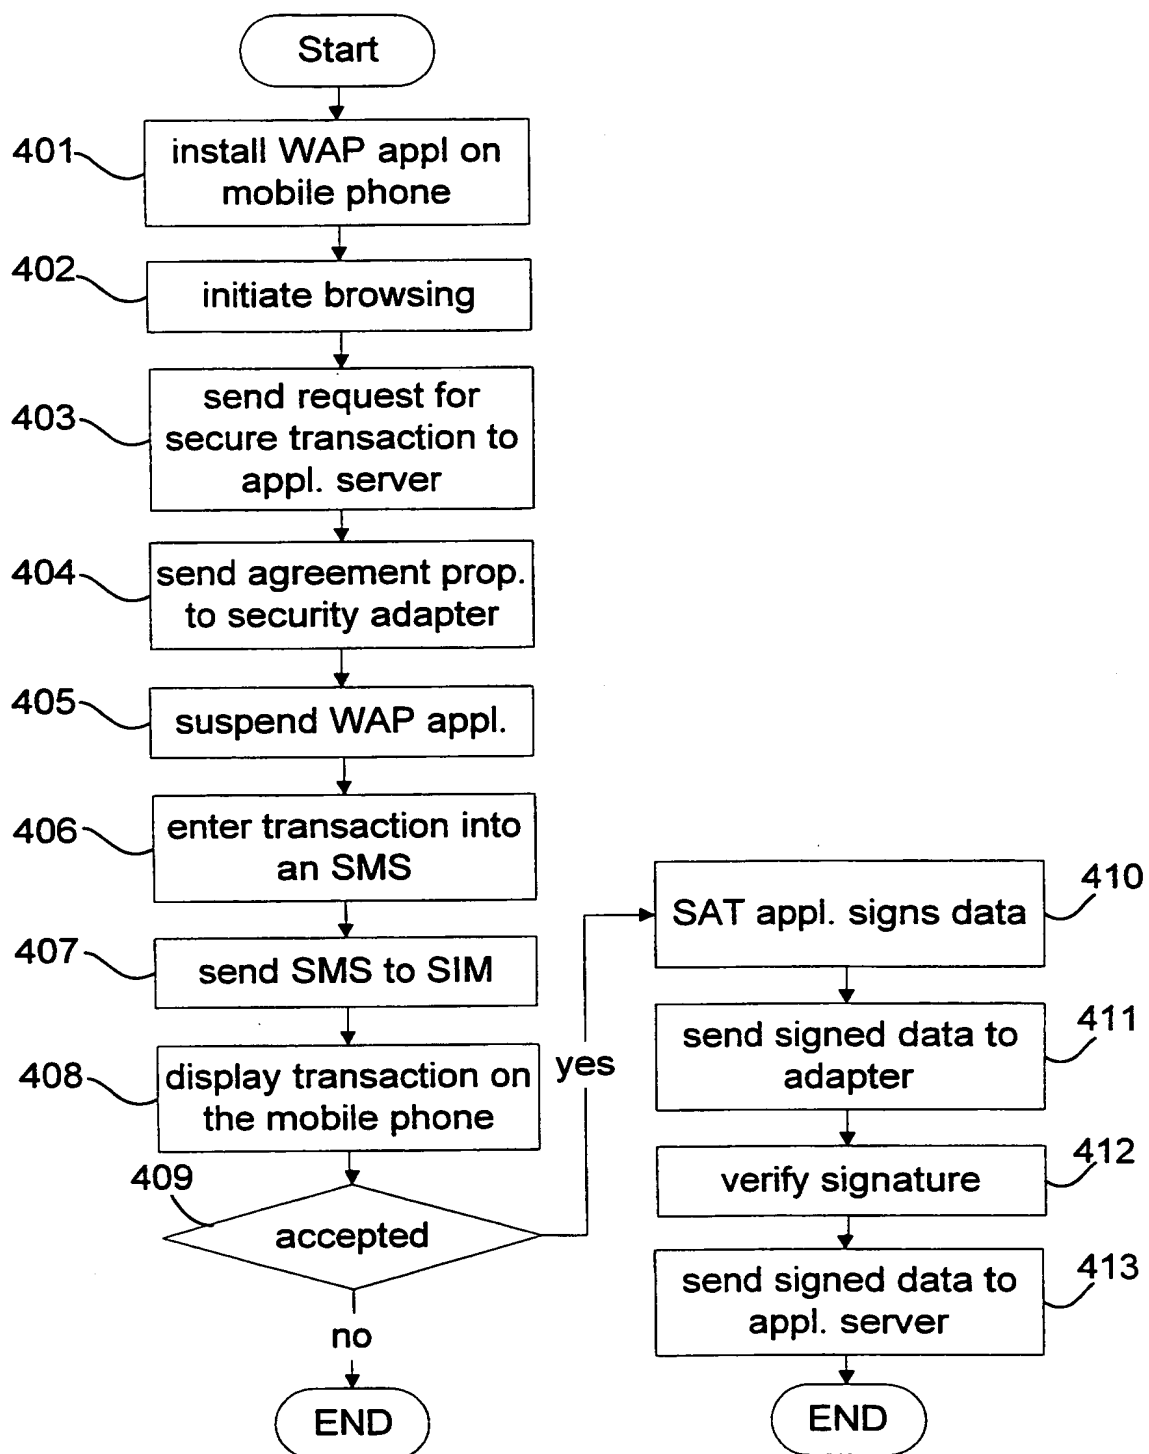 Start
401
install WAP appl on
mobile phone
402
initiate browsing
403
send request for
secure transaction to
appl. server
404
send agreement prop.
to security adapter
405
suspend WAP appl.
406
enter transaction into
an SMS
407
send SMS to SIM
408
display transaction on
the mobile phone
409
accepted
no
END
yes
410
SAT appl. signs data
411
send signed data to
adapter
412
verify signature
413
send signed data to
appl. server
END